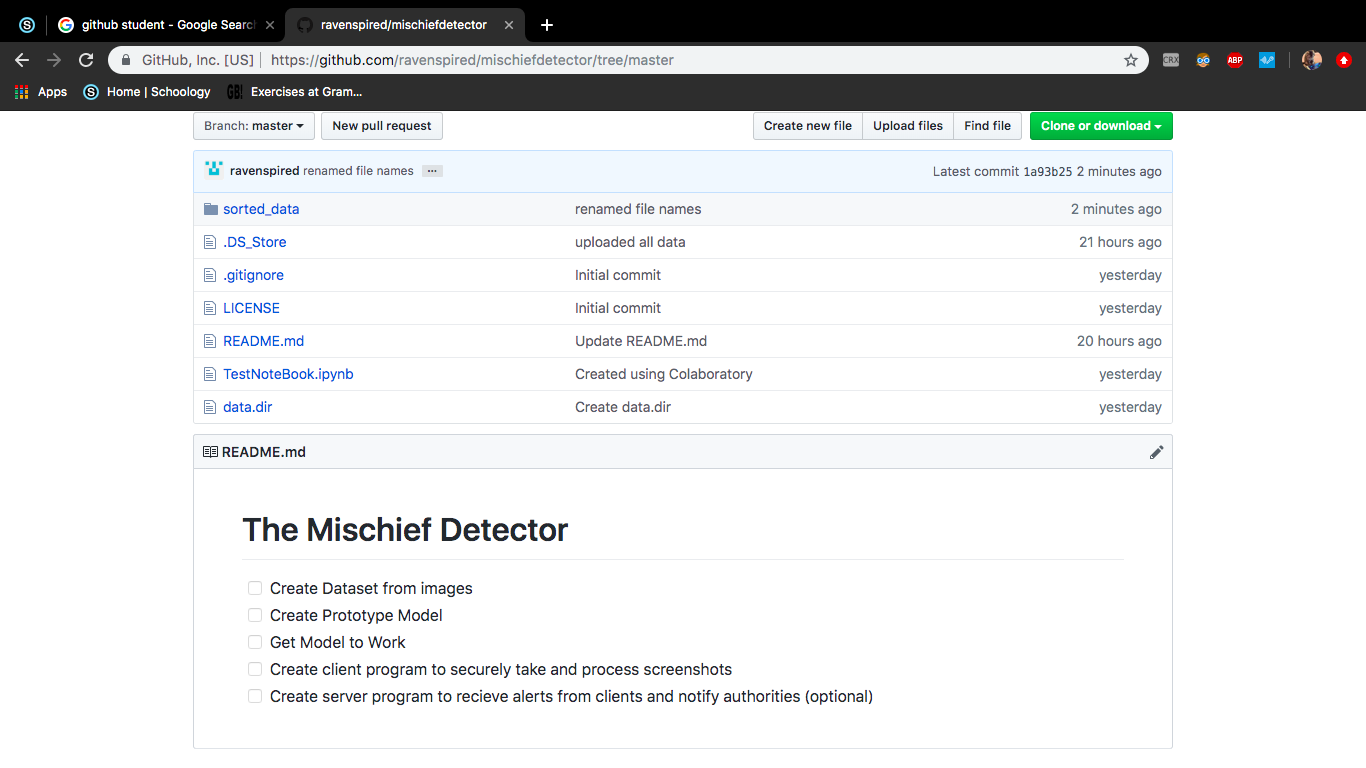 github student - Google Searc
ravenspired/mischiefdetector
GitHub, Inc. [US] https://github.com/ravenspired/mischiefdetector/tree/master
CRX ABP
Apps Home | Schoology GB! Exercises at Gram...
Branch: master New pull request Create new file Upload files Find file Clone or download
ravenspired renamed file names ... Latest commit 1a93b25 2 minutes ago
sorted_data renamed file names 2 minutes ago
.DS_Store uploaded all data 21 hours ago
.gitignore Initial commit yesterday
LICENSE Initial commit yesterday
README.md Update README.md 20 hours ago
TestNoteBook.ipynb Created using Colaboratory yesterday
data.dir Create data.dir yesterday
README.md
The Mischief Detector
Create Dataset from images
Create Prototype Model
Get Model to Work
Create client program to securely take and process screenshots
Create server program to recieve alerts from clients and notify authorities (optional)